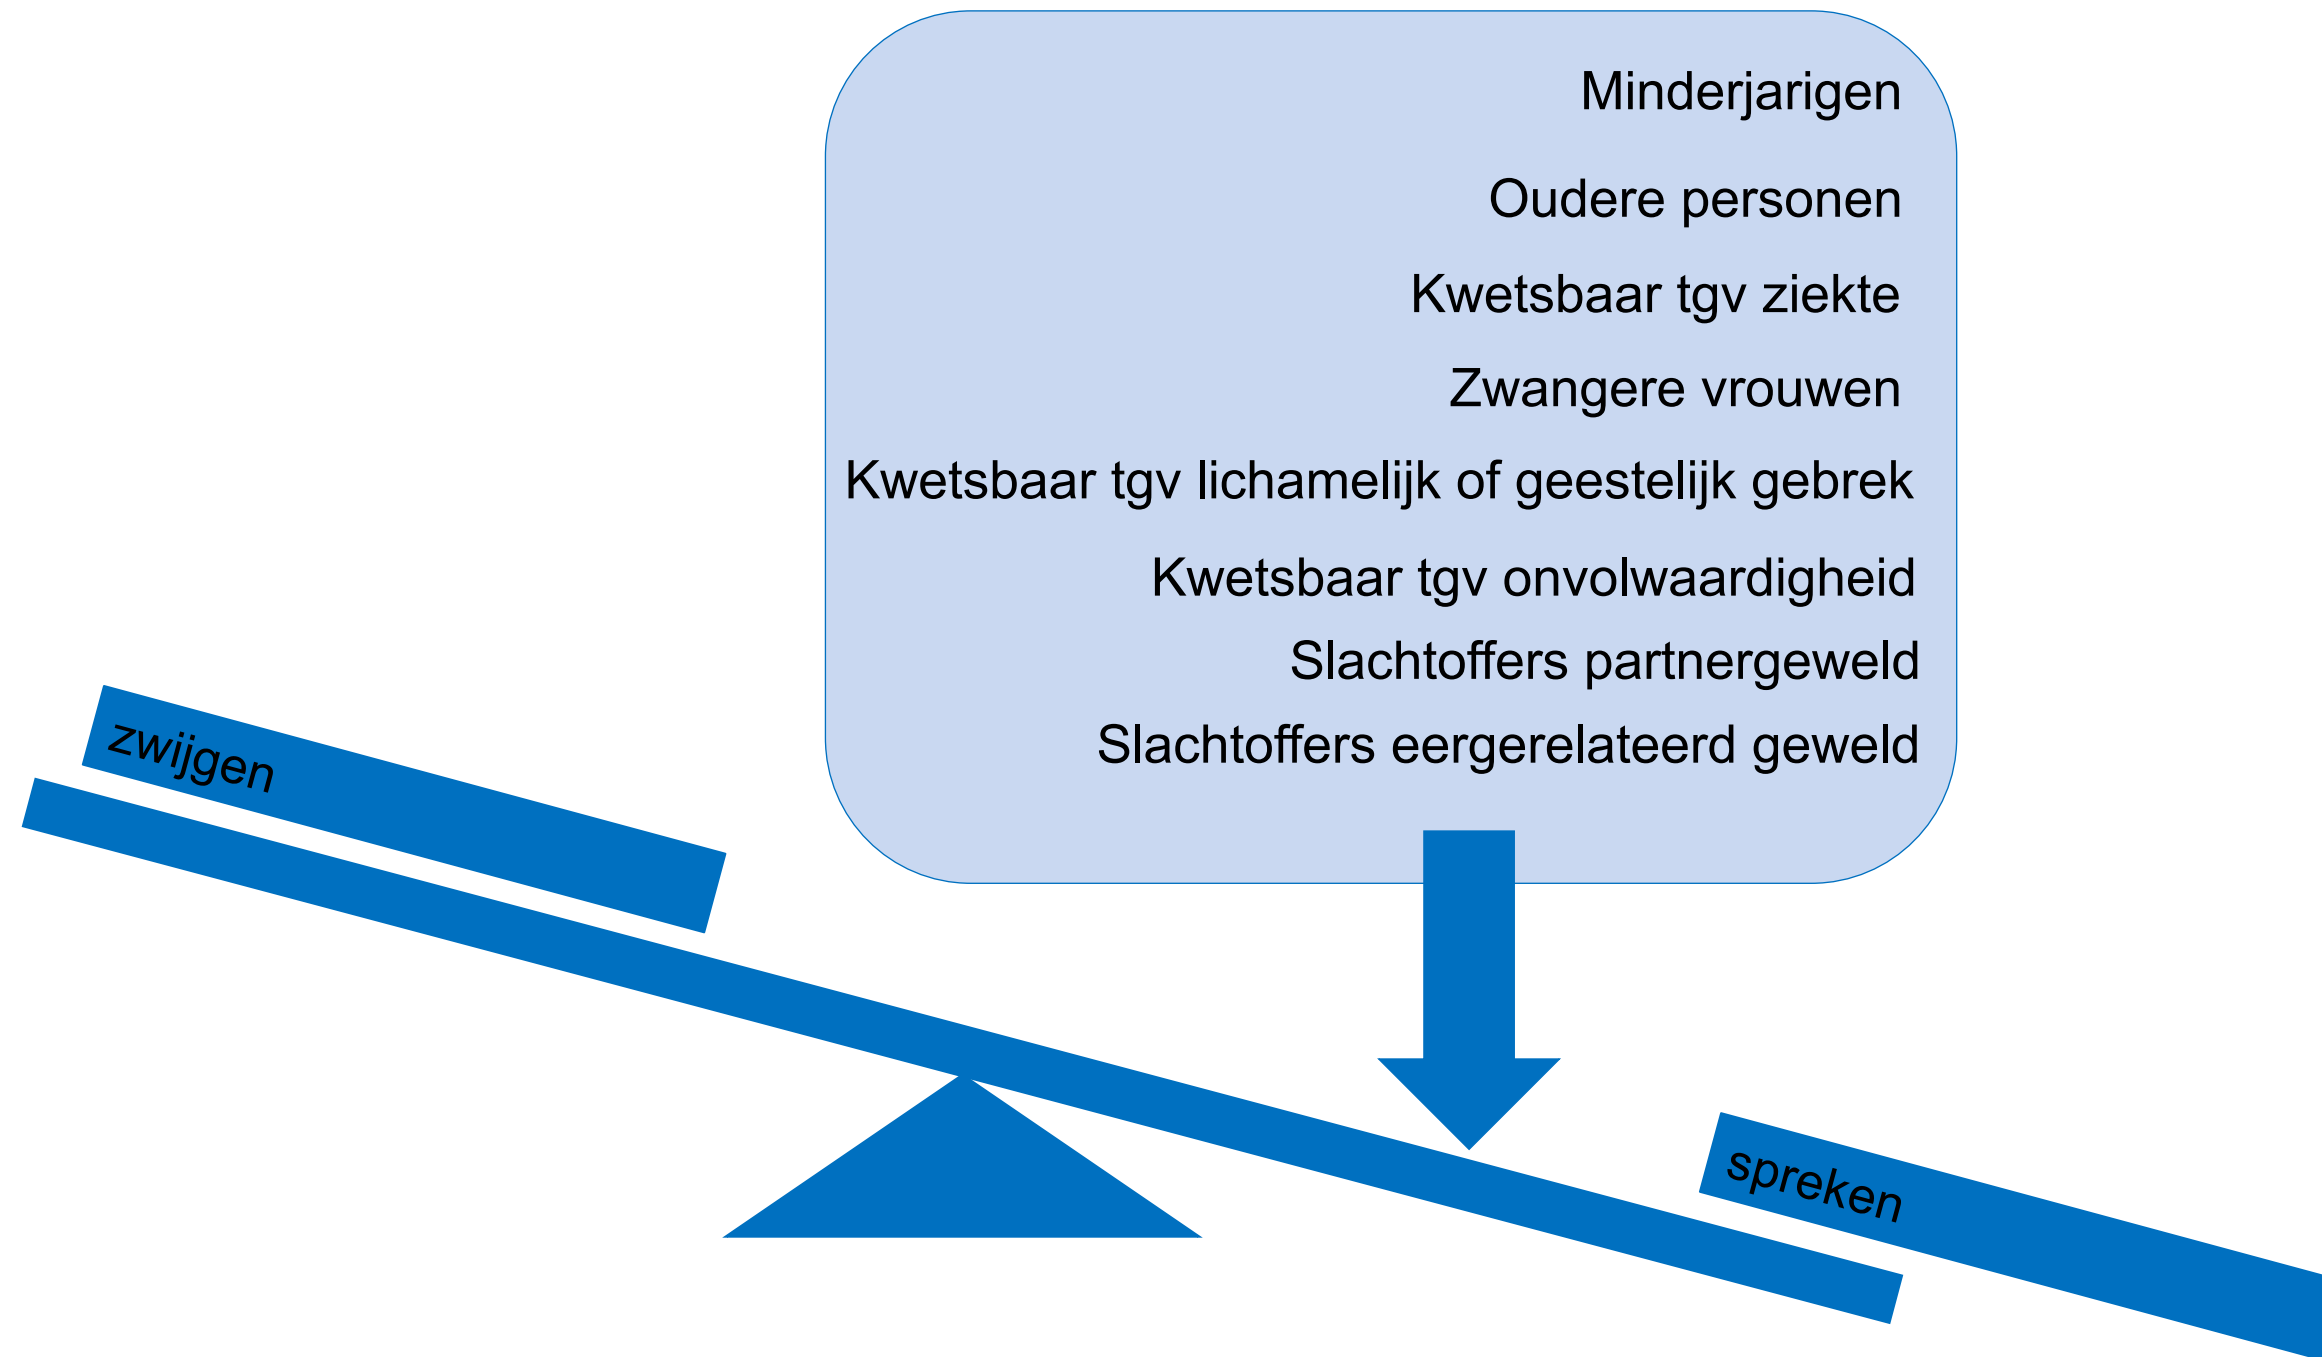 Minderjarigen
Oudere personen
Kwetsbaar tgv ziekte
Zwangere vrouwen
Kwetsbaar tgv lichamelijk of geestelijk gebrek
Kwetsbaar tgv onvolwaardigheid
Slachtoffers partnergeweld
Slachtoffers eergerelateerd geweld
zwijgen
spreken